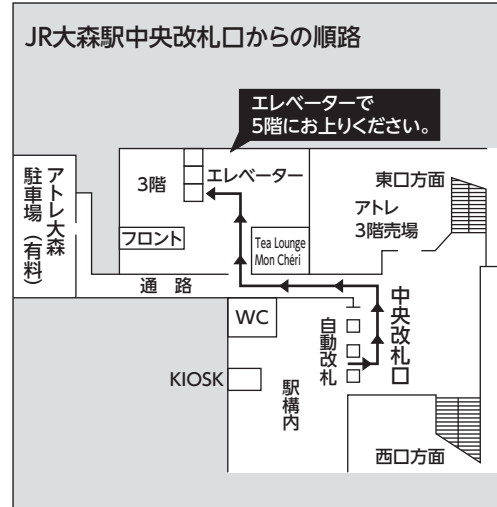 JR大森駅中央改札口からの順路
エレベーターで
5階にお上りください。
3階
エレベーター
東口方面
アトレ
3階売場
アトレ大森
駐車場（有料）
フロント
Tea Lounge
Mon Chéri
通 路
WC
自動改札
中央改札口
KIOSK
駅構内
西口方面